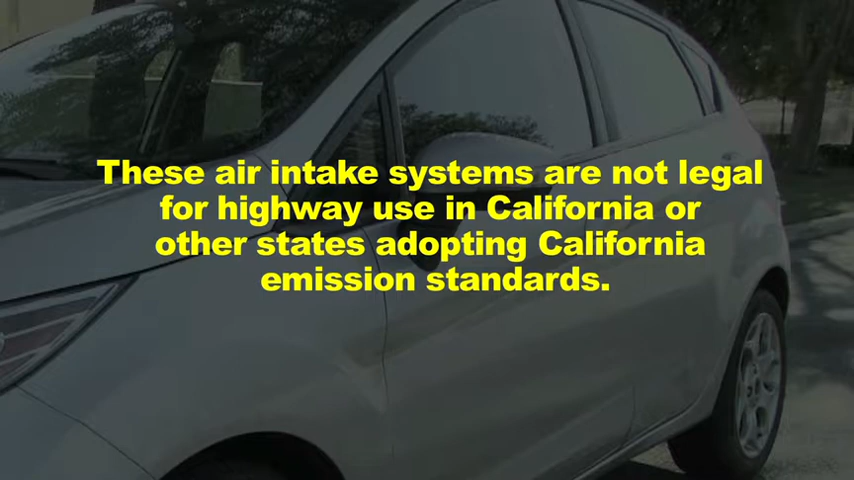 These air intake systems are not legal
for highway use in California or
other states adopting California
emission standards.